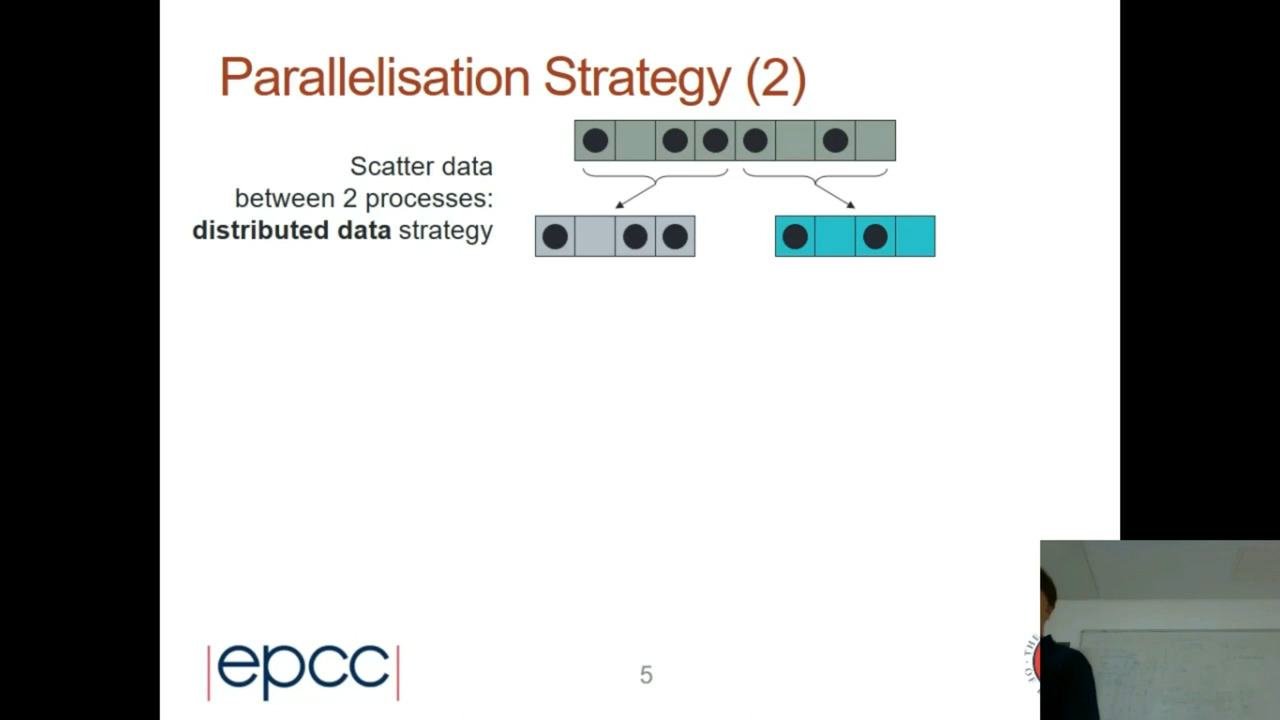 Parallelisation Strategy (2)
Scatter data
between 2 processes:
distributed data strategy
epcc
5